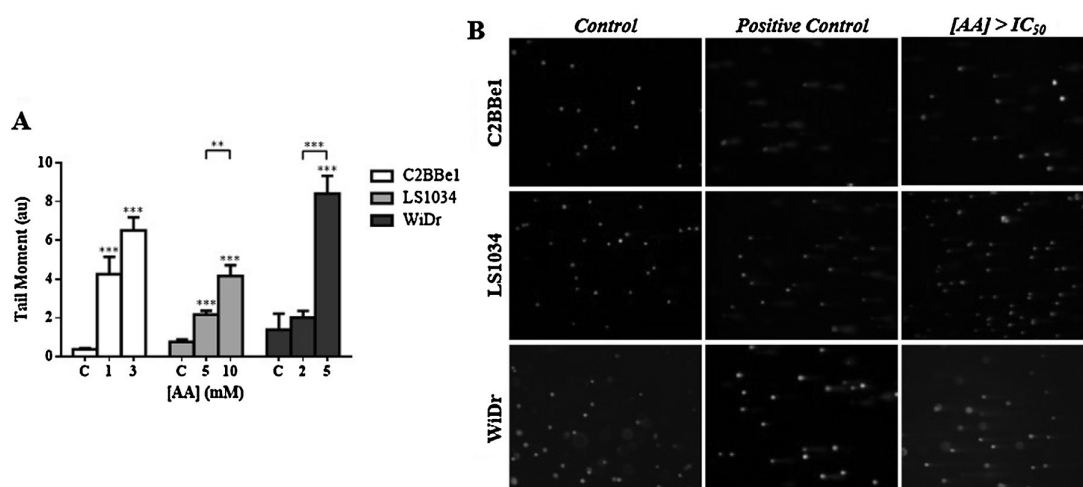 A
Tail Moment (au)
10
8
6
4
2
0
***
***
***
***
**
***
***
C 1 3 C 5 10 C 2 5
[AA] (mM)
C2BBe1
LS1034
WiDr
B
Control Positive Control [AA] > IC50
C2BBe1
LS1034
WiDr